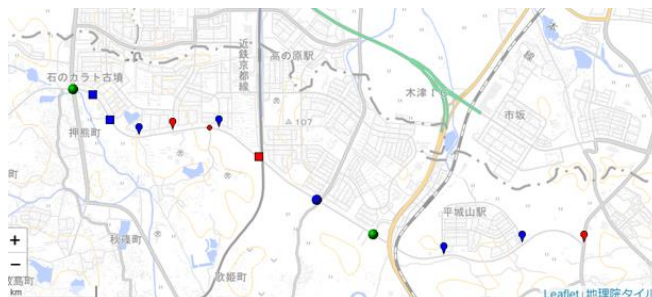 近鉄京都線
高の原駅
石のカラト古墳
木津I
線
107
市坂
押熊町
平城山駅
+
秋篠町
−
歌姫町
km
Leaflet | 地理院タイル